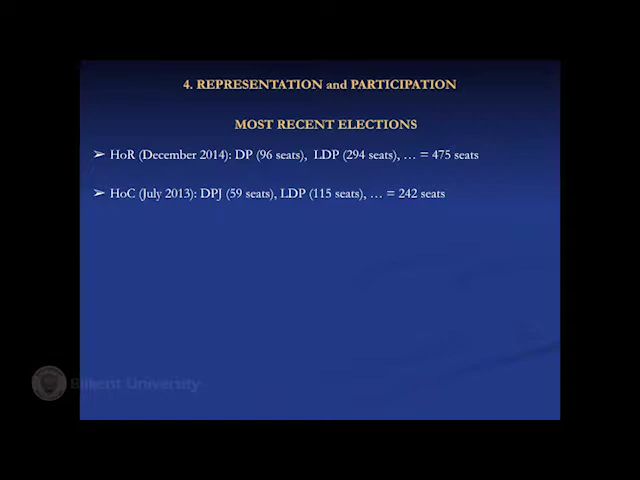 4. REPRESENTATION and PARTICIPATION
MOST RECENT ELECTIONS
➢ HoR (December 2014): DP (96 seats), LDP (294 seats), … = 475 seats
➢ HoC (July 2013): DPJ (59 seats), LDP (115 seats), … = 242 seats
Bilkent University